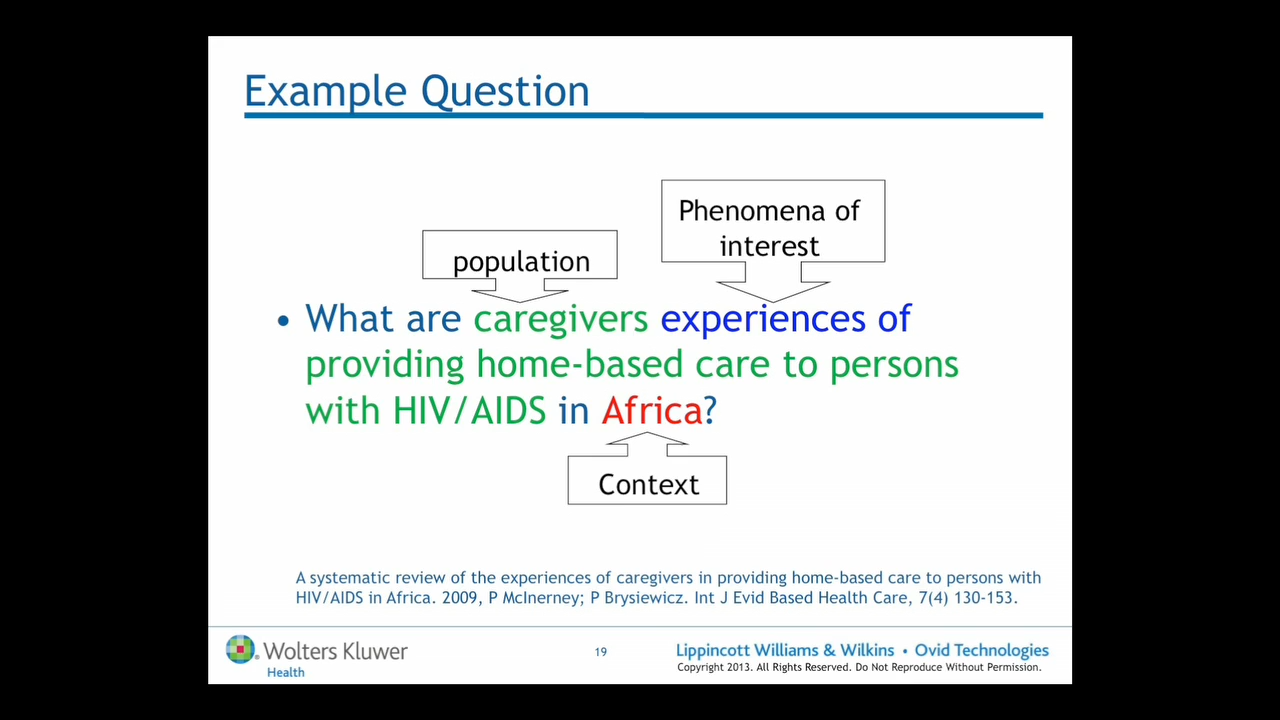 Example Question
population
Phenomena of
interest
• What are caregivers experiences of
providing home-based care to persons
with HIV/AIDS in Africa?
Context
A systematic review of the experiences of caregivers in providing home-based care to persons with
HIV/AIDS in Africa. 2009, P McInerney; P Brysiewicz. Int J Evid Based Health Care, 7(4) 130-153.
Wolters Kluwer
Health
19
Lippincott Williams & Wilkins • Ovid Technologies
Copyright 2013. All Rights Reserved. Do Not Reproduce Without Permission.